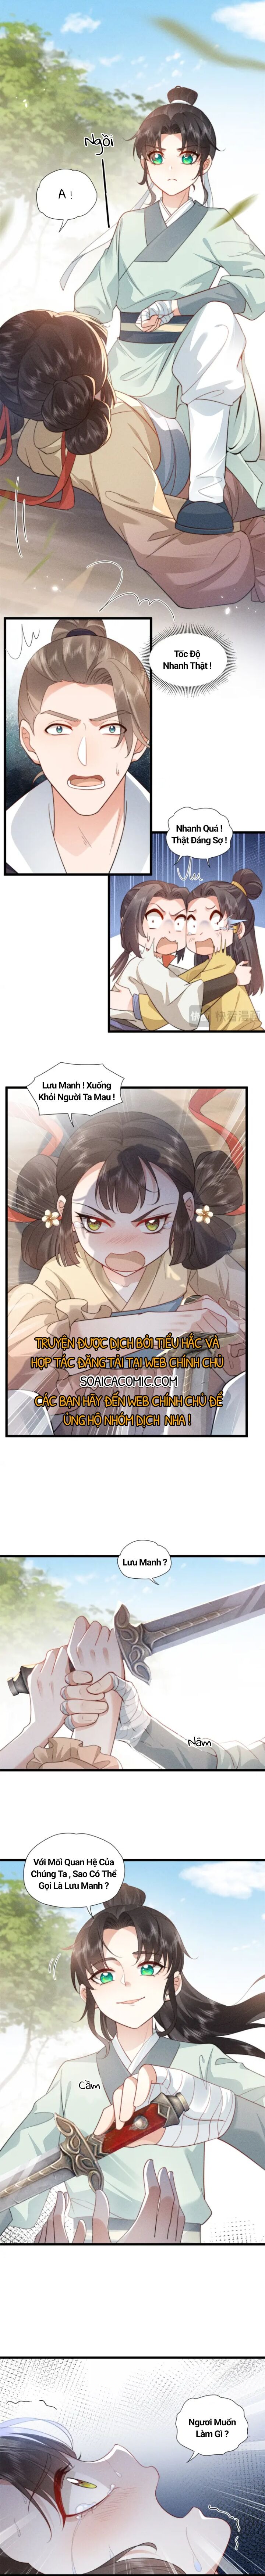 Ngồi
A !
Tốc Độ
Nhanh Thật !
Nhanh Quá !
Thật Đáng Sợ !
Lưu Manh ! Xuống
Khỏi Người Ta Mau !
TRUYỆN ĐƯỢC DỊCH BỞI TIỂU HẮC VÀ
HỢP TÁC ĐĂNG TẢI TẠI WEB CHÍNH CHỦ
SOAICACOMIC.COM
CÁC BẠN HÃY ĐẾN WEB CHÍNH CHỦ ĐỂ
ỦNG HỘ NHÓM DỊCH NHA !
Lưu Manh ?
Nắm
Với Mối Quan Hệ Của
Chúng Ta , Sao Có Thể
Gọi Là Lưu Manh ?
Cầm
Ngươi Muốn
Làm Gì ?